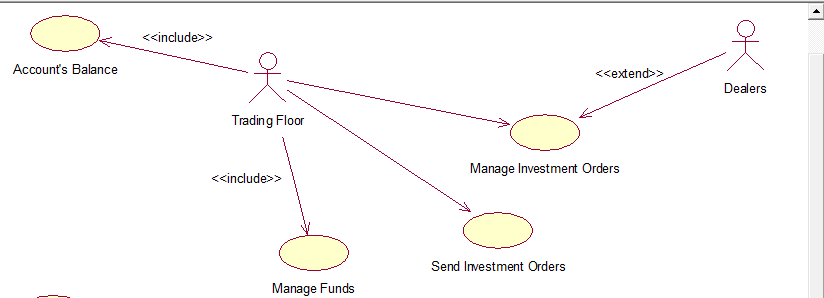 <<include>>
Account's Balance
Trading Floor
<<extend>>
Dealers
Manage Investment Orders
<<include>>
Send Investment Orders
Manage Funds